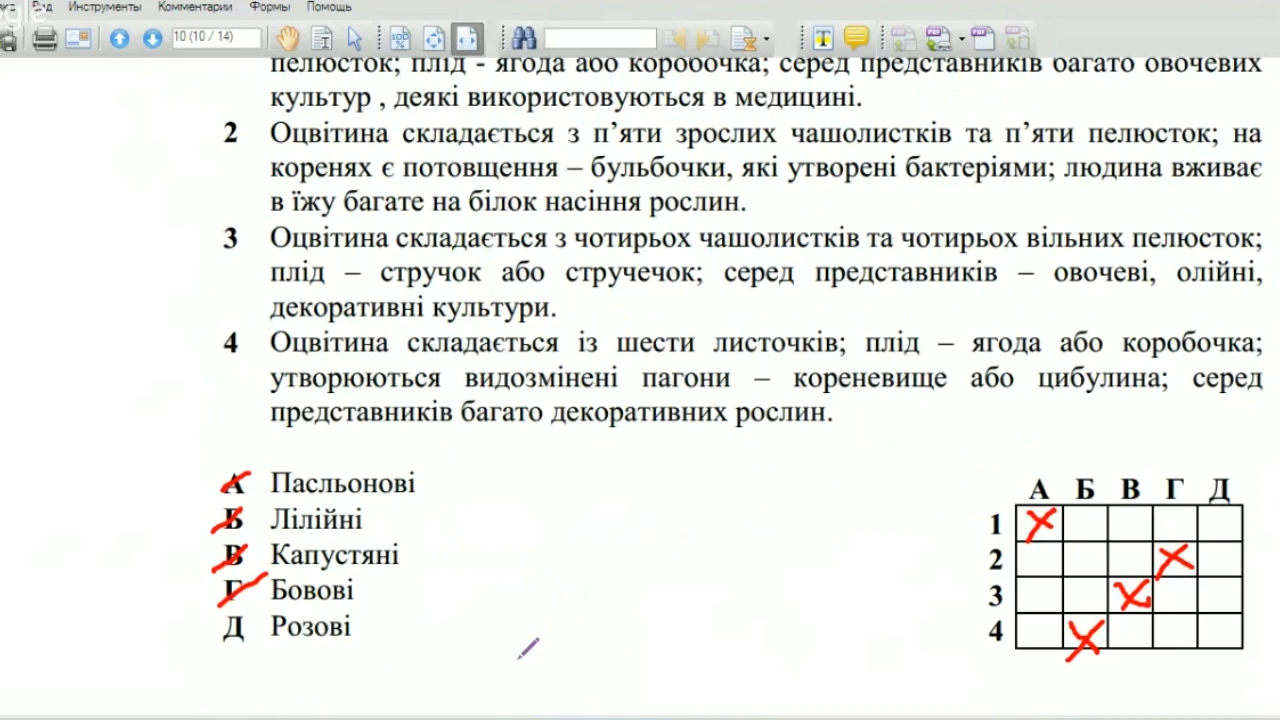 Вид Инструменты Комментарии Формы Помощь
10 (10 / 14)
пелюсток; плід - ягода або коробочка; серед представників багато овочевих
культур , деякі використовуються в медицині.
2 Оцвітина складається з п’яти зрослих чашолистків та п’яти пелюсток; на
коренях є потовщення – бульбочки, які утворені бактеріями; людина вживає
в їжу багате на білок насіння рослин.
3 Оцвітина складається з чотирьох чашолистків та чотирьох вільних пелюсток;
плід – стручок або стручечок; серед представників – овочеві, олійні,
декоративні культури.
4 Оцвітина складається із шести листочків; плід – ягода або коробочка;
утворюються видозмінені пагони – кореневище або цибулина; серед
представників багато декоративних рослин.
А Пасльонові
Б Лілійні
В Капустяні
Г Бовові
Д Розові
А Б В Г Д
1
2
3
4